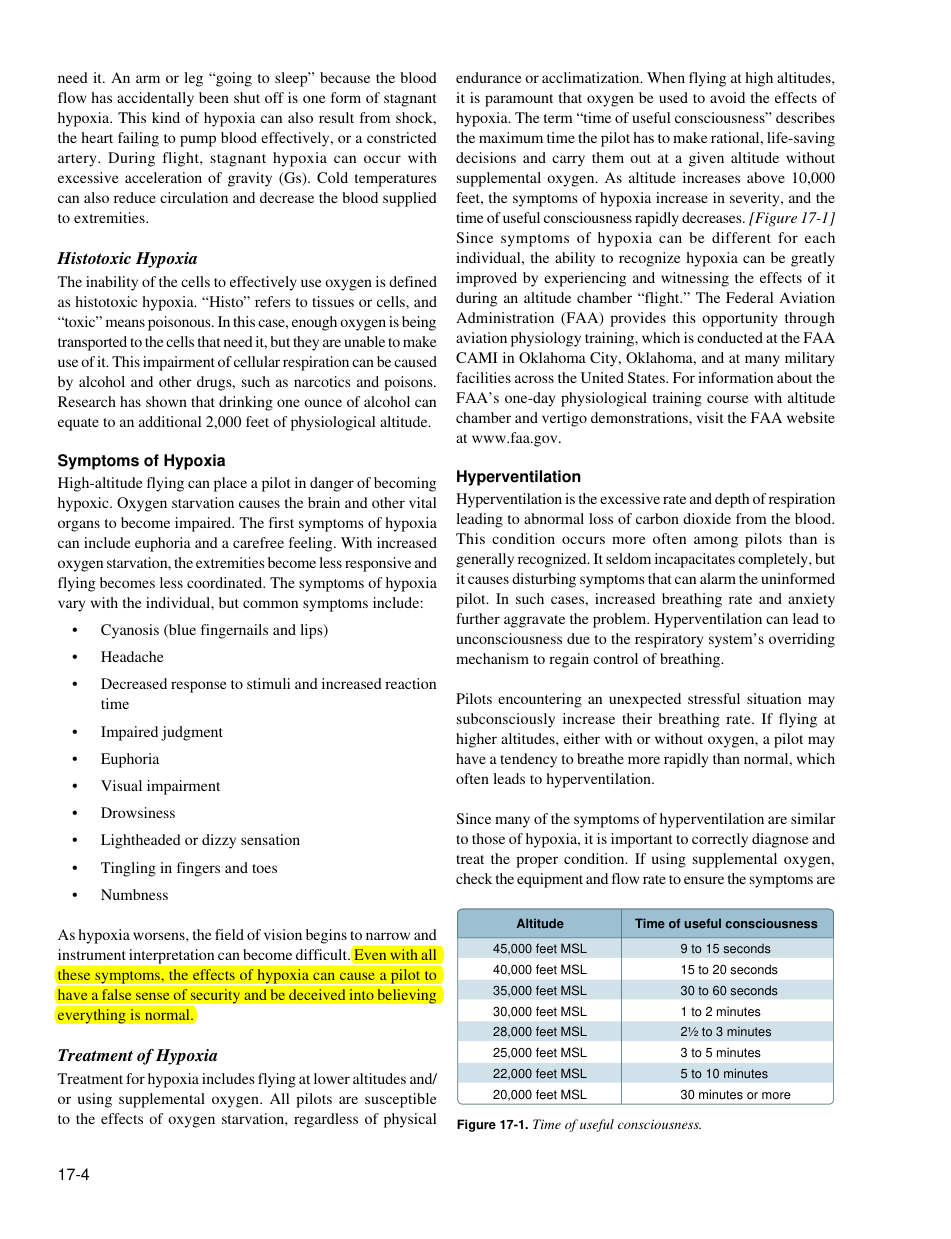 need it. An arm or leg “going to sleep” because the blood
flow has accidentally been shut off is one form of stagnant
hypoxia. This kind of hypoxia can also result from shock,
the heart failing to pump blood effectively, or a constricted
artery. During flight, stagnant hypoxia can occur with
excessive acceleration of gravity (Gs). Cold temperatures
can also reduce circulation and decrease the blood supplied
to extremities.
Histotoxic Hypoxia
The inability of the cells to effectively use oxygen is defined
as histotoxic hypoxia. “Histo” refers to tissues or cells, and
“toxic” means poisonous. In this case, enough oxygen is being
transported to the cells that need it, but they are unable to make
use of it. This impairment of cellular respiration can be caused
by alcohol and other drugs, such as narcotics and poisons.
Research has shown that drinking one ounce of alcohol can
equate to an additional 2,000 feet of physiological altitude.
Symptoms of Hypoxia
High-altitude flying can place a pilot in danger of becoming
hypoxic. Oxygen starvation causes the brain and other vital
organs to become impaired. The first symptoms of hypoxia
can include euphoria and a carefree feeling. With increased
oxygen starvation, the extremities become less responsive and
flying becomes less coordinated. The symptoms of hypoxia
vary with the individual, but common symptoms include:
• Cyanosis (blue fingernails and lips)
• Headache
• Decreased response to stimuli and increased reaction
time
• Impaired judgment
• Euphoria
• Visual impairment
• Drowsiness
• Lightheaded or dizzy sensation
• Tingling in fingers and toes
• Numbness
As hypoxia worsens, the field of vision begins to narrow and
instrument interpretation can become difficult. Even with all
these symptoms, the effects of hypoxia can cause a pilot to
have a false sense of security and be deceived into believing
everything is normal.
Treatment of Hypoxia
Treatment for hypoxia includes flying at lower altitudes and/
or using supplemental oxygen. All pilots are susceptible
to the effects of oxygen starvation, regardless of physical
endurance or acclimatization. When flying at high altitudes,
it is paramount that oxygen be used to avoid the effects of
hypoxia. The term “time of useful consciousness” describes
the maximum time the pilot has to make rational, life-saving
decisions and carry them out at a given altitude without
supplemental oxygen. As altitude increases above 10,000
feet, the symptoms of hypoxia increase in severity, and the
time of useful consciousness rapidly decreases. [Figure 17-1]
Since symptoms of hypoxia can be different for each
individual, the ability to recognize hypoxia can be greatly
improved by experiencing and witnessing the effects of it
during an altitude chamber “flight.” The Federal Aviation
Administration (FAA) provides this opportunity through
aviation physiology training, which is conducted at the FAA
CAMI in Oklahoma City, Oklahoma, and at many military
facilities across the United States. For information about the
FAA’s one-day physiological training course with altitude
chamber and vertigo demonstrations, visit the FAA website
at www.faa.gov.
Hyperventilation
Hyperventilation is the excessive rate and depth of respiration
leading to abnormal loss of carbon dioxide from the blood.
This condition occurs more often among pilots than is
generally recognized. It seldom incapacitates completely, but
it causes disturbing symptoms that can alarm the uninformed
pilot. In such cases, increased breathing rate and anxiety
further aggravate the problem. Hyperventilation can lead to
unconsciousness due to the respiratory system’s overriding
mechanism to regain control of breathing.
Pilots encountering an unexpected stressful situation may
subconsciously increase their breathing rate. If flying at
higher altitudes, either with or without oxygen, a pilot may
have a tendency to breathe more rapidly than normal, which
often leads to hyperventilation.
Since many of the symptoms of hyperventilation are similar
to those of hypoxia, it is important to correctly diagnose and
treat the proper condition. If using supplemental oxygen,
check the equipment and flow rate to ensure the symptoms are
Altitude Time of useful consciousness
45,000 feet MSL 9 to 15 seconds
40,000 feet MSL 15 to 20 seconds
35,000 feet MSL 30 to 60 seconds
30,000 feet MSL 1 to 2 minutes
28,000 feet MSL 2½ to 3 minutes
25,000 feet MSL 3 to 5 minutes
22,000 feet MSL 5 to 10 minutes
20,000 feet MSL 30 minutes or more
Figure 17-1. Time of useful consciousness.
17-4